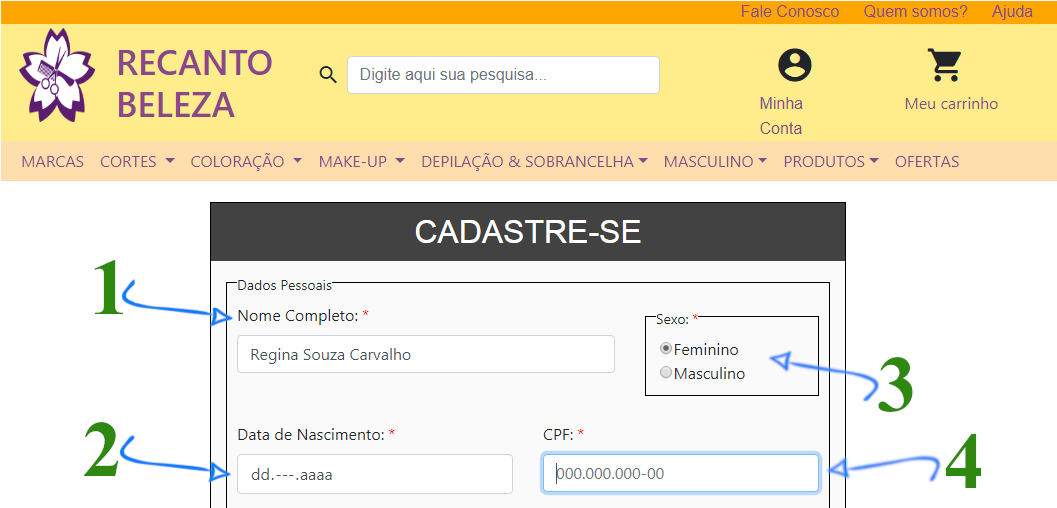 Fale Conosco Quem somos? Ajuda
RECANTO
BELEZA
Digite aqui sua pesquisa...
Minha
Conta
Meu carrinho
MARCAS CORTES COLORAÇÃO MAKE-UP DEPILAÇÃO & SOBRANCELHA MASCULINO PRODUTOS OFERTAS
CADASTRE-SE
1
Dados Pessoais
Nome Completo: *
Regina Souza Carvalho
Sexo: *
Feminino
Masculino
3
2
Data de Nascimento: *
dd.---.aaaa
CPF: *
000.000.000-00
4